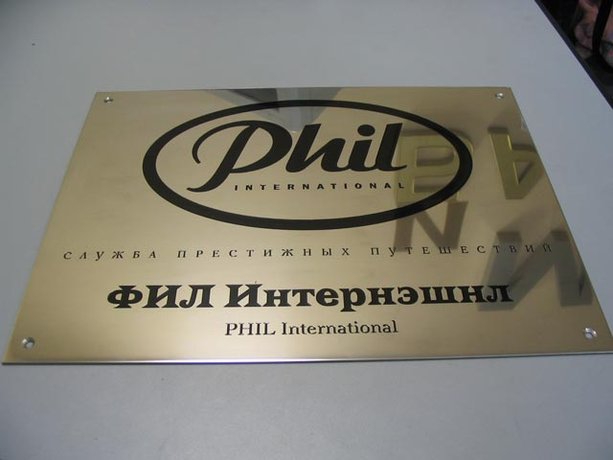 Phil
INTERNATIONAL
СЛУЖБА ПРЕСТИЖНЫХ ПУТЕШЕСТВИЙ
ФИЛ Интернэшнл
PHIL International